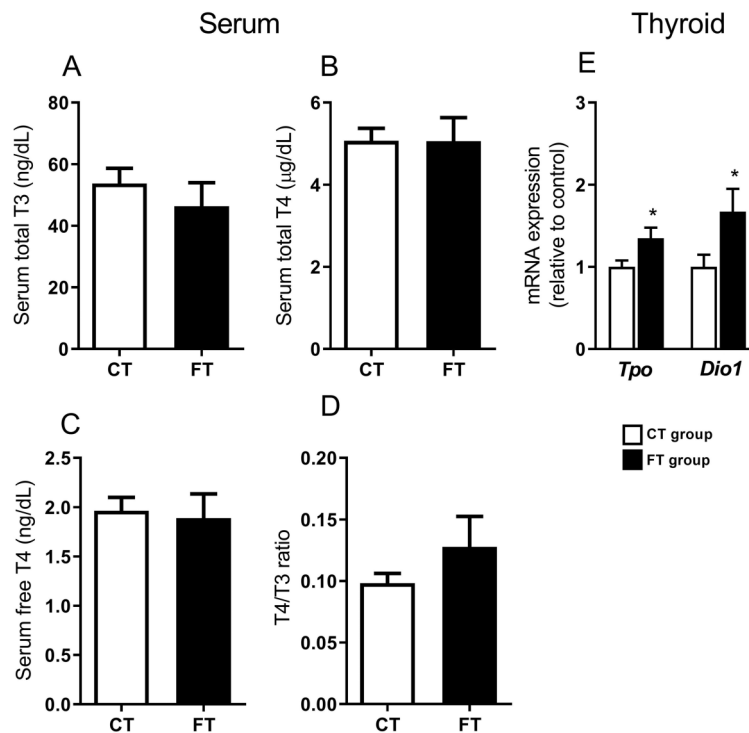 Serum
Thyroid
A
Serum total T3 (ng/dL)
80
60
40
20
0
CT FT
B
Serum total T4 (μg/dL)
6
4
2
0
CT FT
E
mRNA expression
(relative to control)
3
2
1
0
*
*
Tpo Dio1
C
Serum free T4 (ng/dL)
2.5
2.0
1.5
1.0
0.5
0.0
CT FT
D
T4/T3 ratio
0.20
0.15
0.10
0.05
0.00
CT FT
CT group
FT group